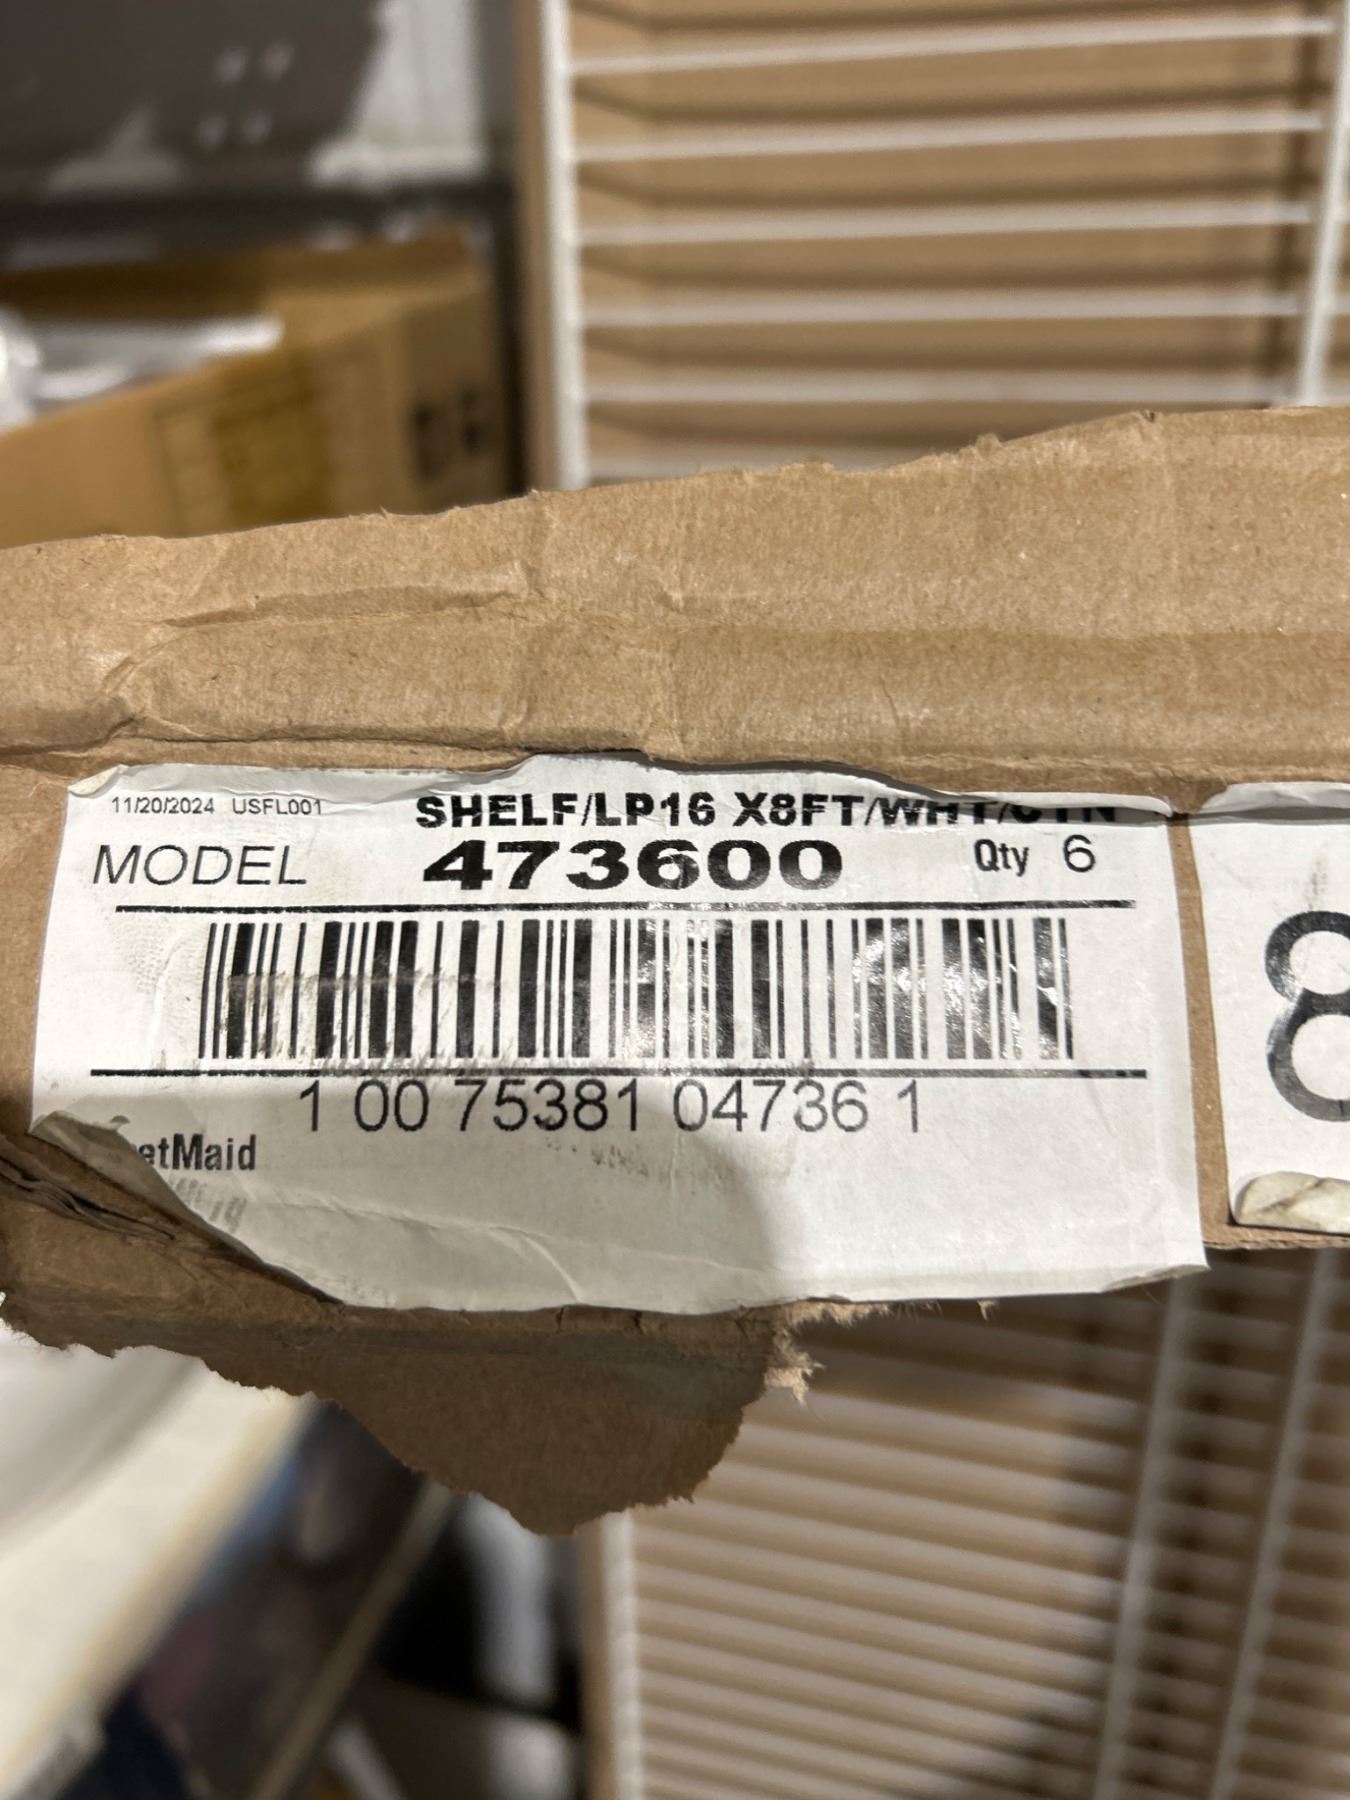 11/20/2024 USFL001
SHELF/LP16 X8FT/WHT/CTN
MODEL 473600 Qty 6
1 00 75381 04736 1
etMaid
8